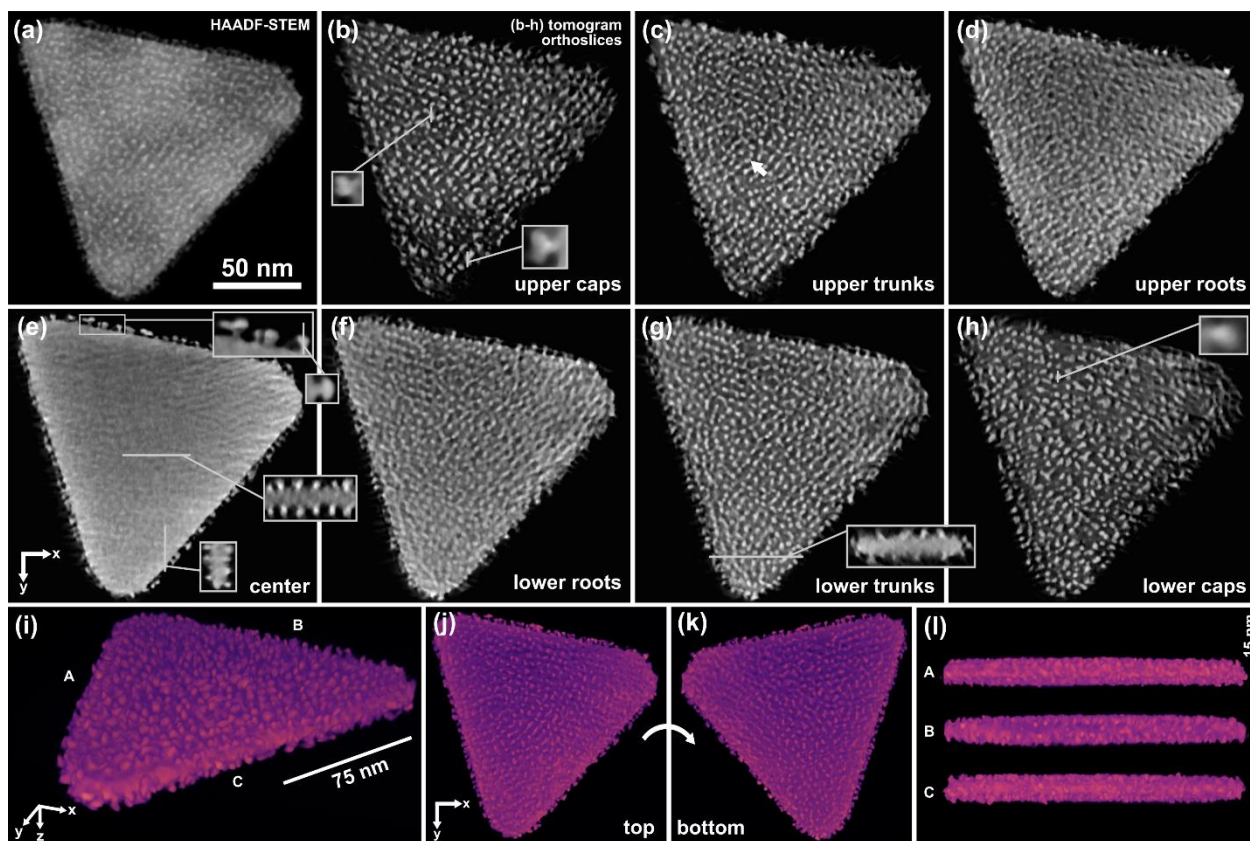 (a)
HAADF-STEM
50 nm
(b)
(b-h) tomogram
orthoslices
upper caps
(c)
upper trunks
(d)
upper roots
(e)
x
y
center
(f)
lower roots
(g)
lower trunks
(h)
lower caps
(i)
A
B
C
75 nm
x
y
z
(j)
x
y
top
(k)
bottom
(l)
15 nm
A
B
C